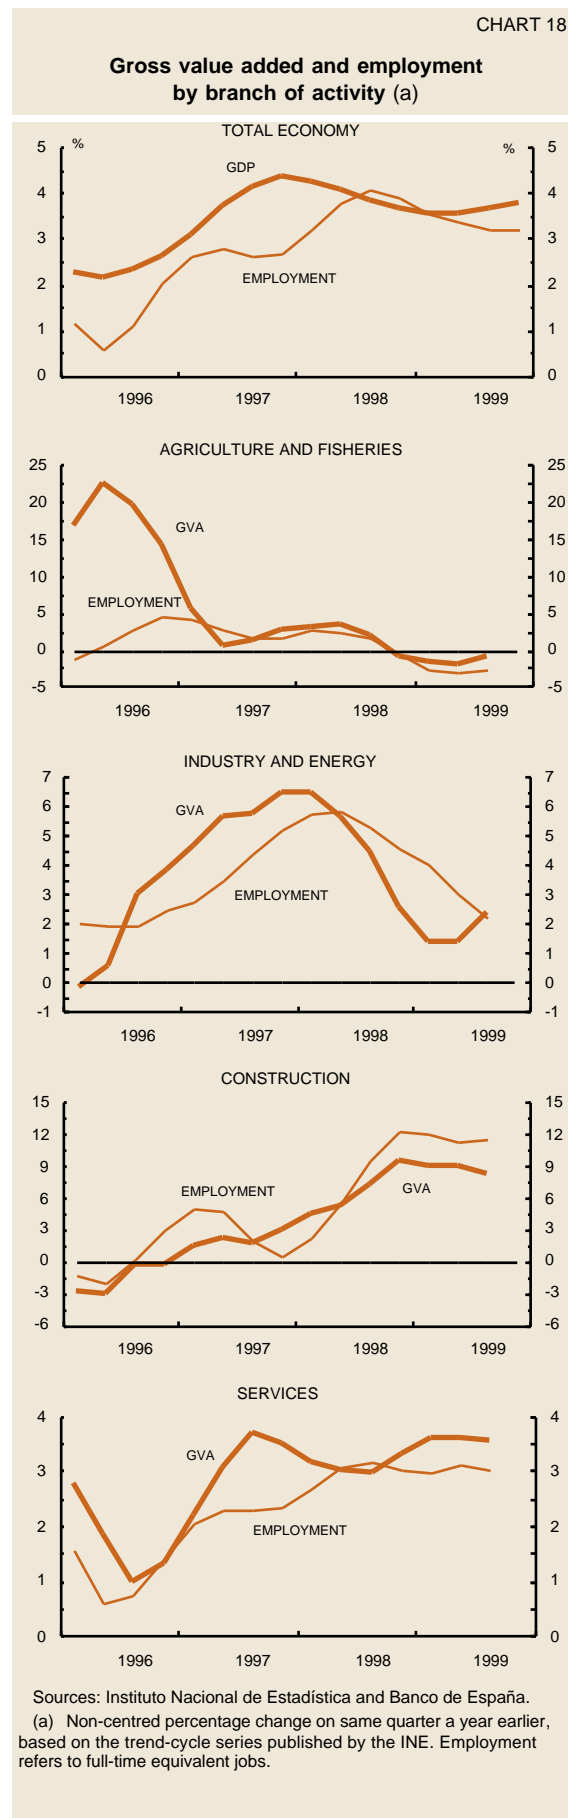 CHART 18
Gross value added and employment
by branch of activity (a)
TOTAL ECONOMY
% %
5 5
GDP
4 4
3 3
EMPLOYMENT
2 2
1 1
0 0
1996 1997 1998 1999
AGRICULTURE AND FISHERIES
25 25
20 20
GVA
15 15
10 10
EMPLOYMENT
5 5
0 0
-5 -5
1996 1997 1998 1999
INDUSTRY AND ENERGY
7 7
6 6
GVA
5 5
4 4
3 3
EMPLOYMENT
2 2
1 1
0 0
-1 -1
1996 1997 1998 1999
CONSTRUCTION
15 15
12 12
9 9
EMPLOYMENT GVA
6 6
3 3
0 0
-3 -3
-6 -6
1996 1997 1998 1999
SERVICES
4 4
GVA
3 3
2 2
EMPLOYMENT
1 1
0 0
1996 1997 1998 1999
Sources: Instituto Nacional de Estadística and Banco de España.
(a) Non-centred percentage change on same quarter a year earlier,
based on the trend-cycle series published by the INE. Employment
refers to full-time equivalent jobs.